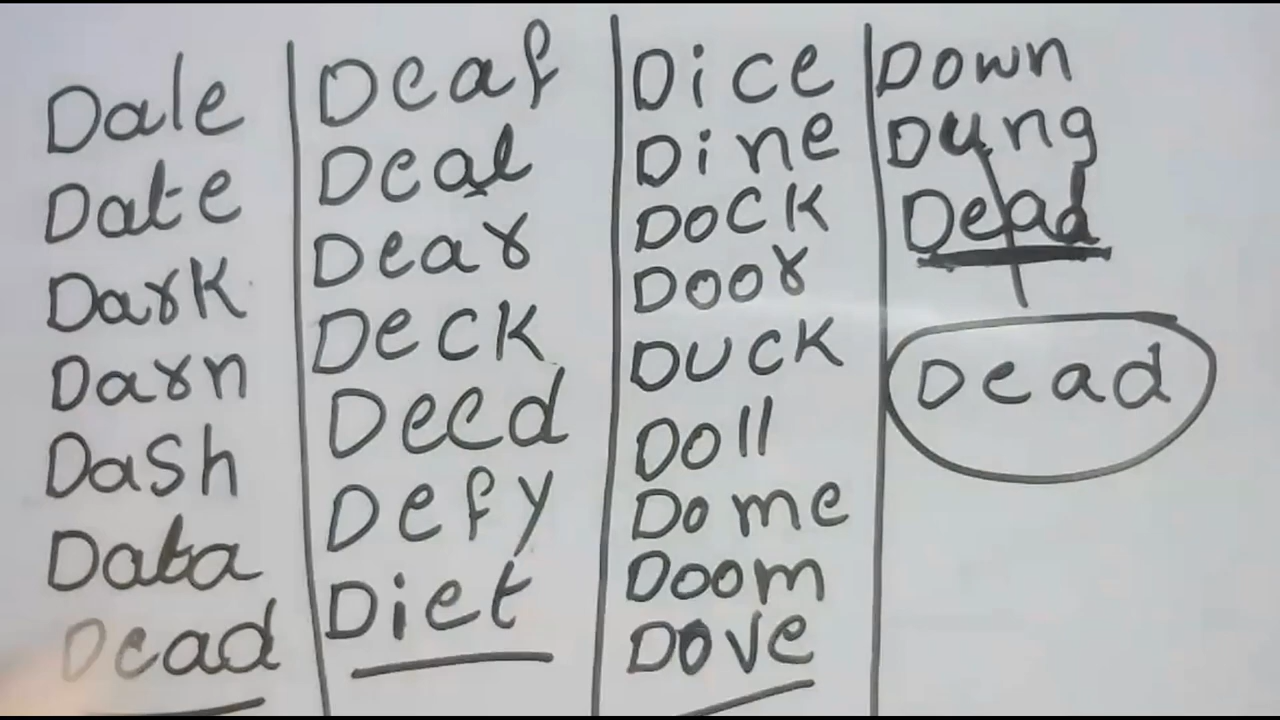 Dale
Date
Dark
Darn
Dash
Data
Dead
Deaf
Deal
Dear
Deck
Deed
Defy
Diet
Dice
Dine
Dock
Door
Duck
Doll
Dome
Doom
Dove
Down
Dung
Dead
Dead